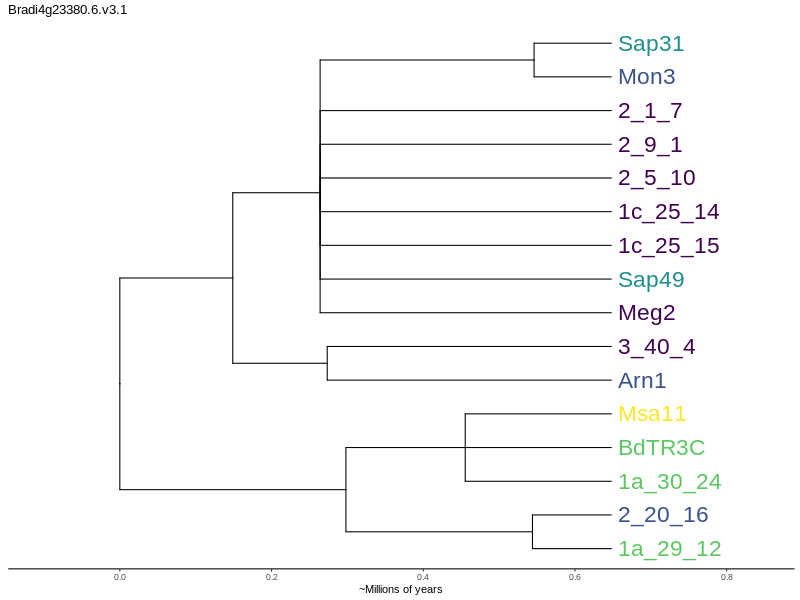 Bradi4g23380.6.v3.1
Sap31
Mon3
2_1_7
2_9_1
2_5_10
1c_25_14
1c_25_15
Sap49
Meg2
3_40_4
Arn1
Msa11
BdTR3C
1a_30_24
2_20_16
1a_29_12
0.0 0.2 0.4 0.6 0.8
~Millions of years